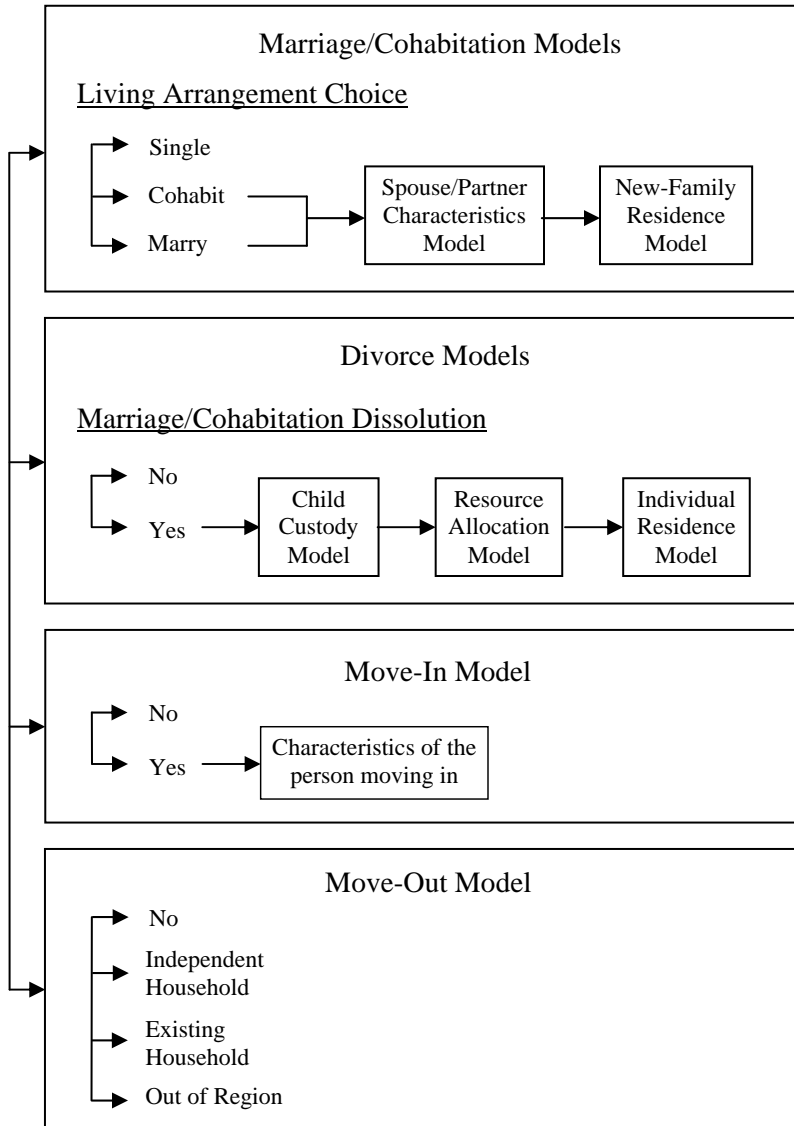 Marriage/Cohabitation Models
Living Arrangement Choice
Single
Cohabit
Marry
Spouse/Partner
Characteristics
Model
New-Family
Residence
Model
Divorce Models
Marriage/Cohabitation Dissolution
No
Yes
Child
Custody
Model
Resource
Allocation
Model
Individual
Residence
Model
Move-In Model
No
Yes
Characteristics of the
person moving in
Move-Out Model
No
Independent
Household
Existing
Household
Out of Region